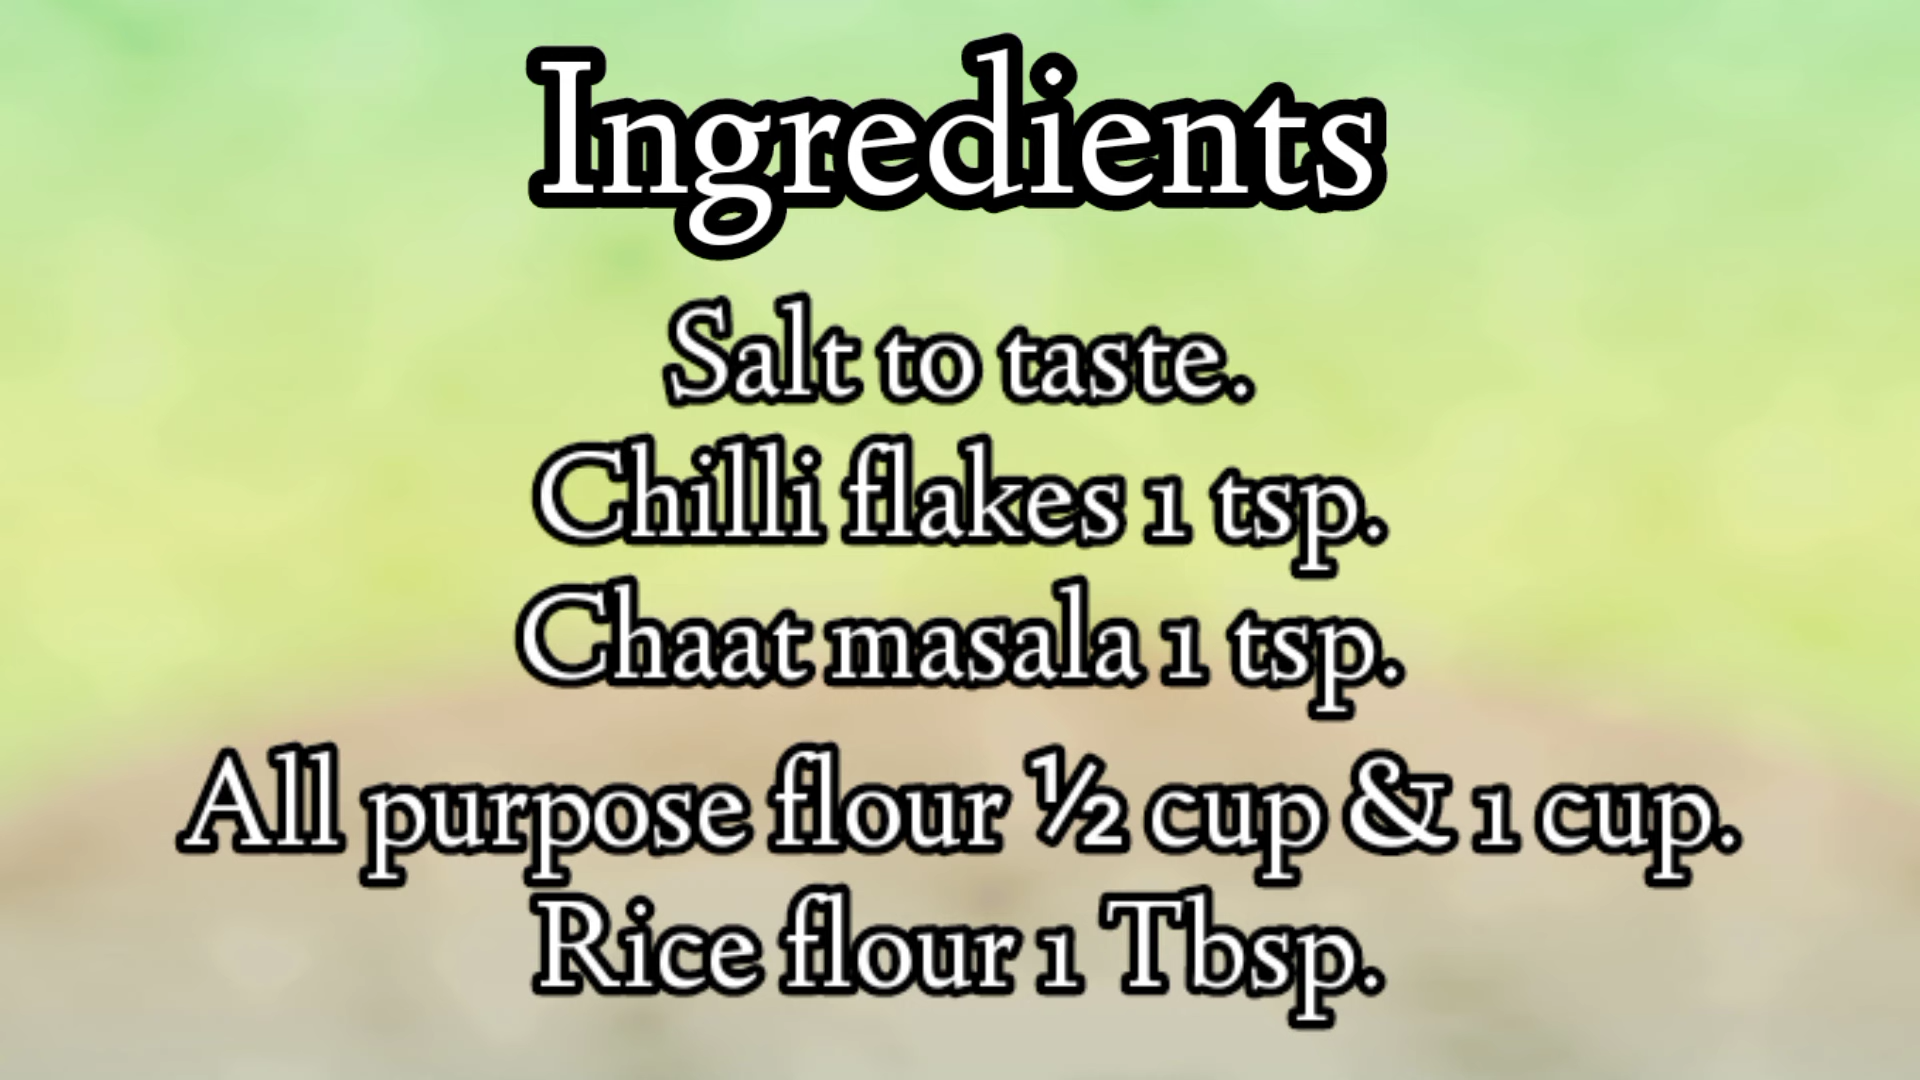 Ingredients
Salt to taste.
Chilli flakes 1 tsp.
Chaat masala 1 tsp.
All purpose flour ½ cup & 1 cup.
Rice flour 1 Tbsp.